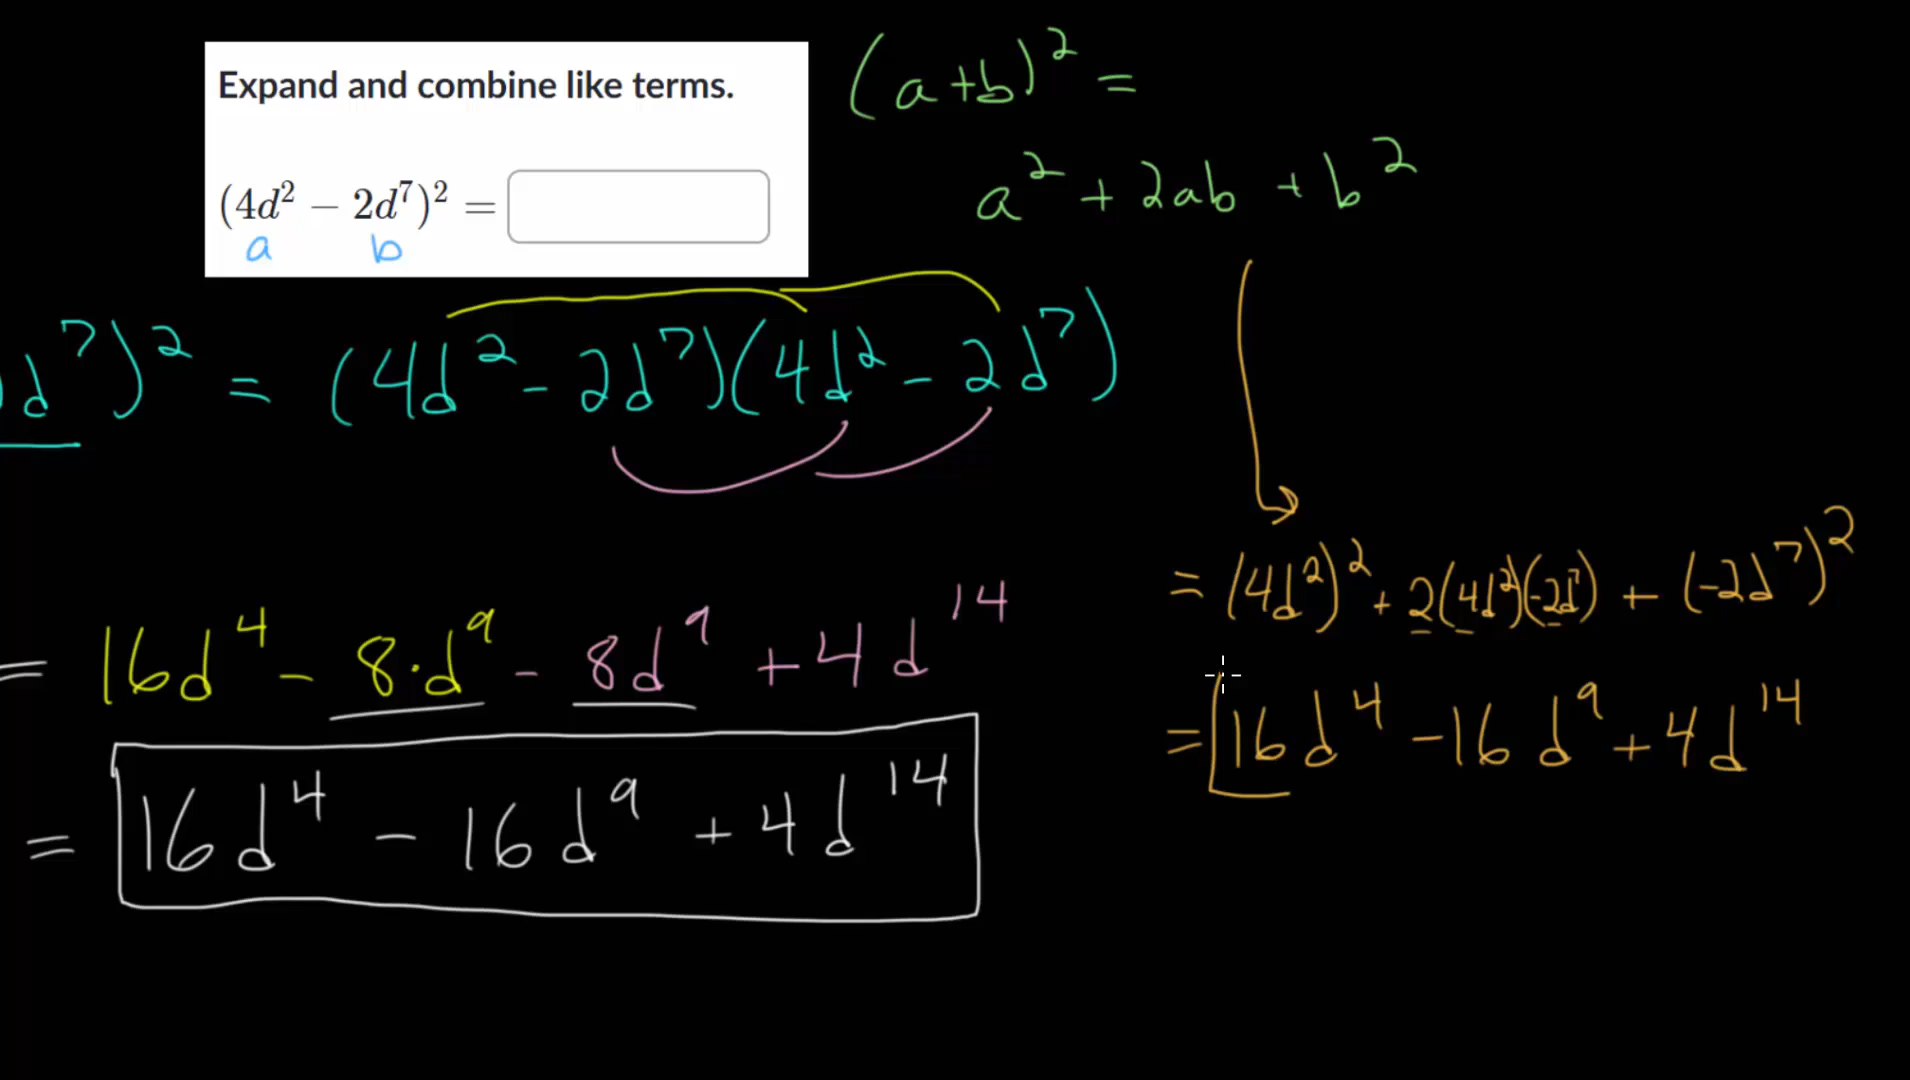 Expand and combine like terms.
(4d² − 2d⁷)² =
a b
(a+b)² =
a² + 2ab + b²
d⁷)² = (4d² - 2d⁷)(4d² - 2d⁷)
= 16d⁴ - 8·d⁹ - 8d⁹ + 4d¹⁴
= 16d⁴ - 16d⁹ + 4d¹⁴
= (4d²)² + 2(4d²)(-2d⁷) + (-2d⁷)²
= 16d⁴ - 16d⁹ + 4d¹⁴